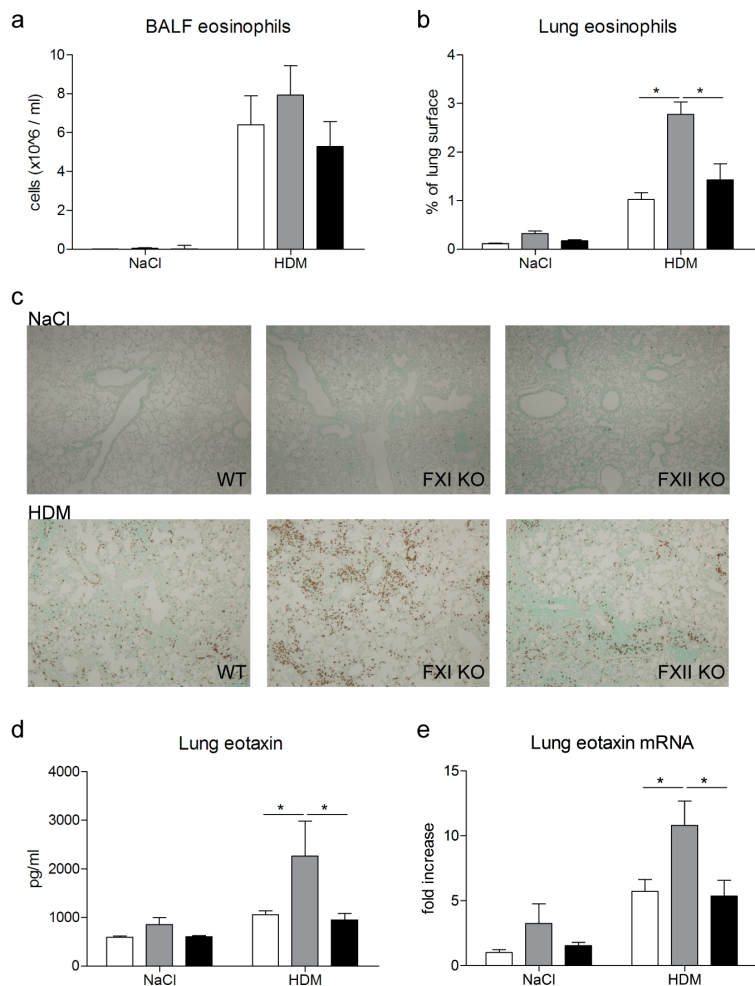 a
BALF eosinophils
cells (x10^6 / ml)
10
8
6
4
2
0
NaCl
HDM
b
Lung eosinophils
% of lung surface
4
3
2
1
0
* *
NaCl
HDM
c
NaCl
WT
FXI KO
FXII KO
HDM
WT
FXI KO
FXII KO
d
Lung eotaxin
pg/ml
4000
3000
2000
1000
0
* *
NaCl
HDM
e
Lung eotaxin mRNA
fold increase
15
10
5
0
* *
NaCl
HDM